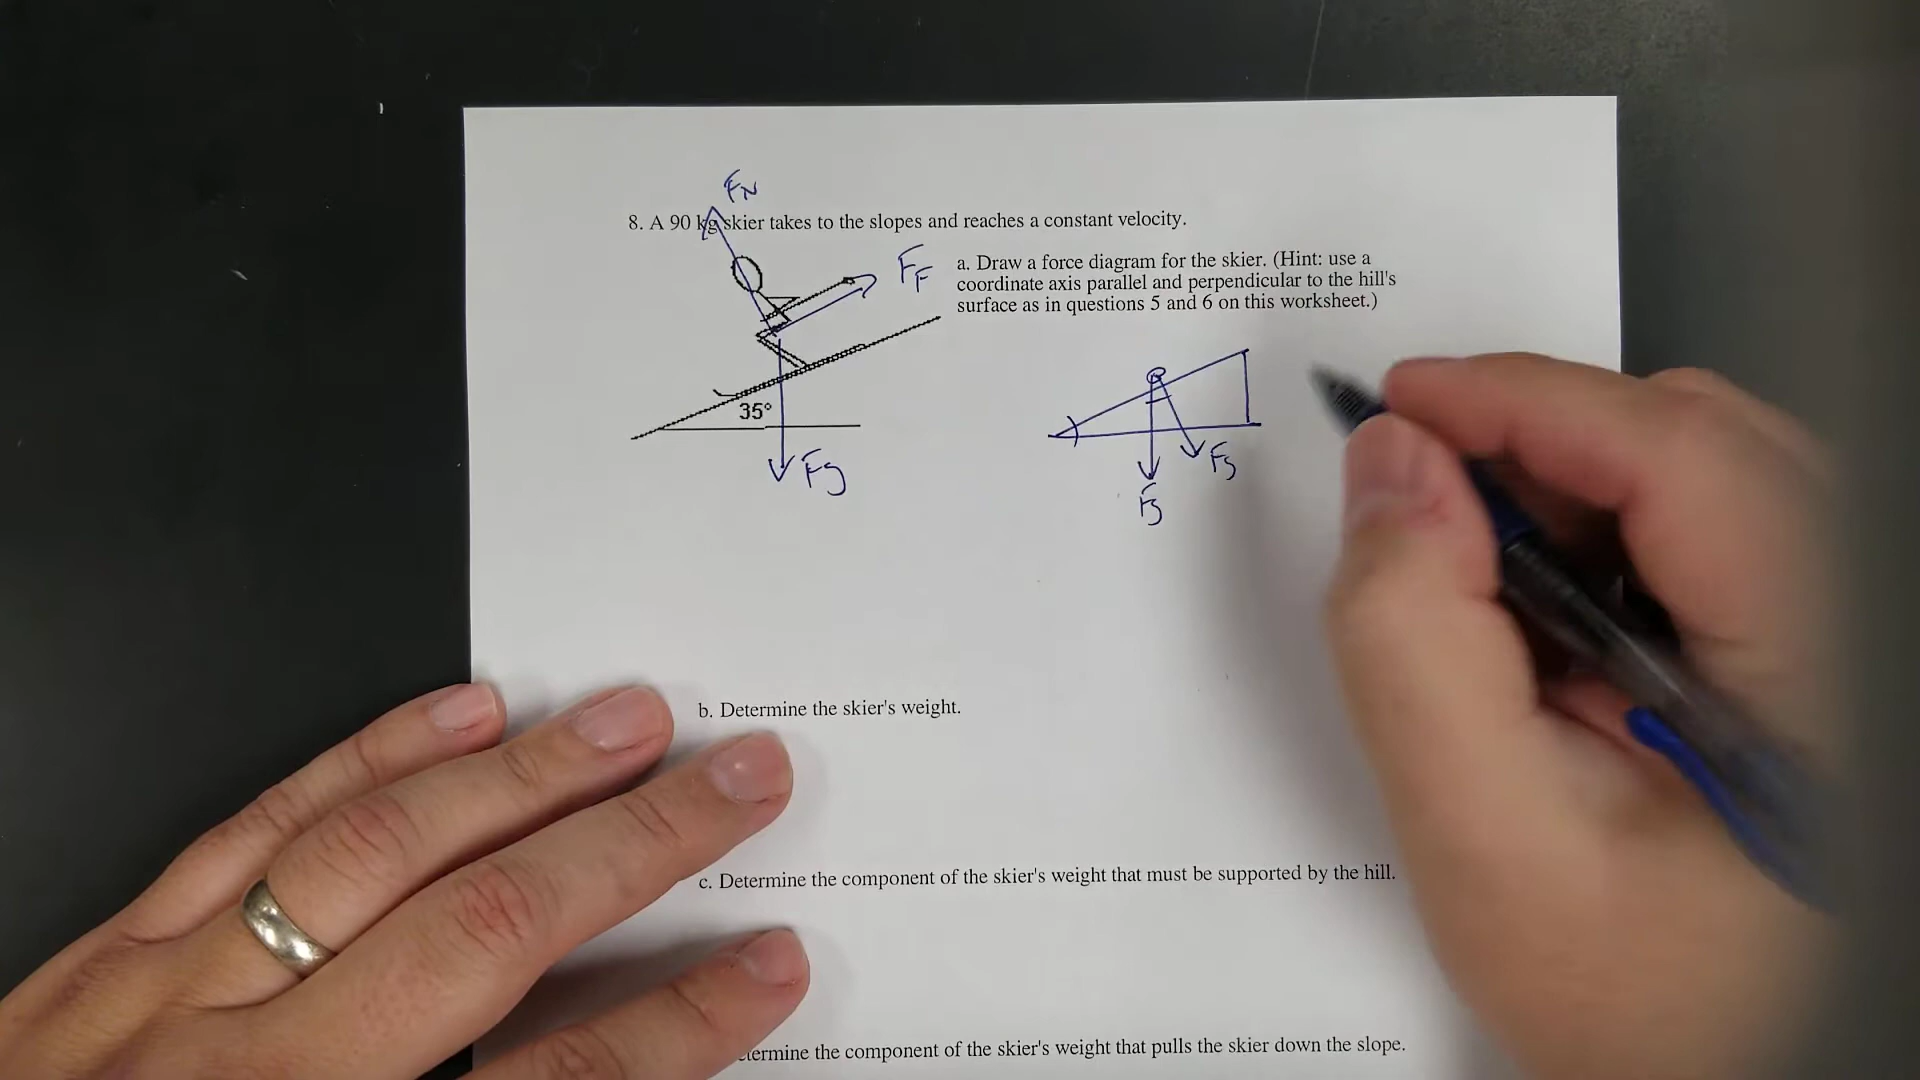 FN
8. A 90 kg skier takes to the slopes and reaches a constant velocity.
FF
a. Draw a force diagram for the skier. (Hint: use a
coordinate axis parallel and perpendicular to the hill's
surface as in questions 5 and 6 on this worksheet.)
35°
Fg
Fg
Fg
b. Determine the skier's weight.
c. Determine the component of the skier's weight that must be supported by the hill.
the component of the skier's weight that pulls the skier down the slope.